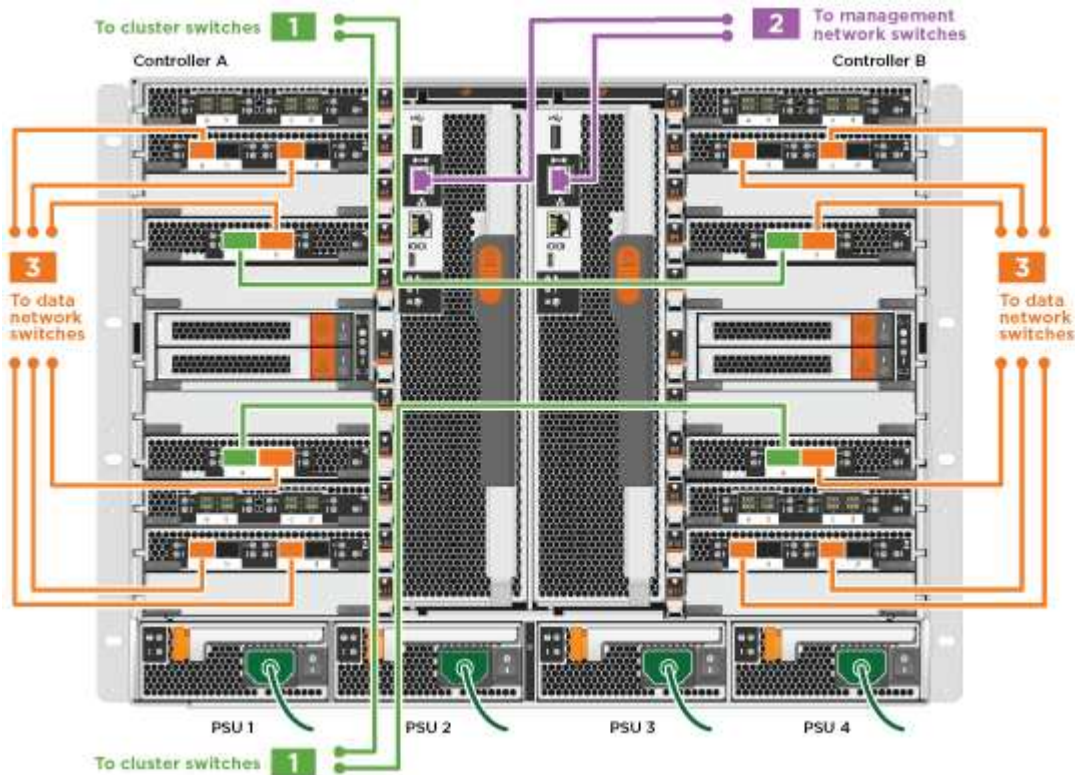 To cluster switches 1
2 To management
network switches
Controller A
Controller B
3
To data
network
switches
3
To data
network
switches
PSU 1
PSU 2
PSU 3
PSU 4
To cluster switches 1